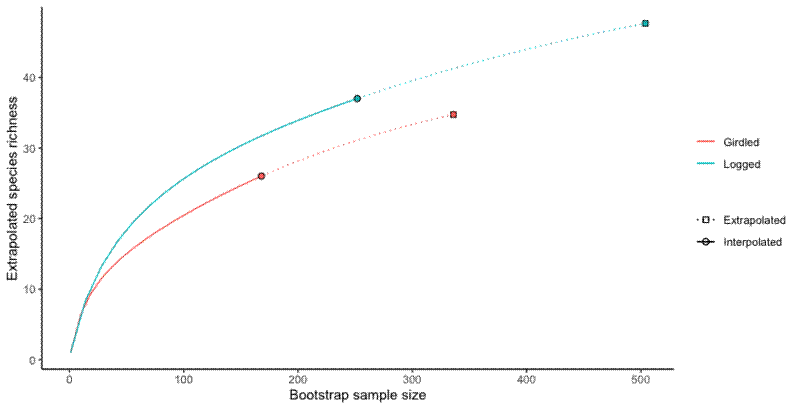 Extrapolated species richness
40
30
20
10
0
0 100 200 300 400 500
Bootstrap sample size
Girdled
Logged
Extrapolated
Interpolated